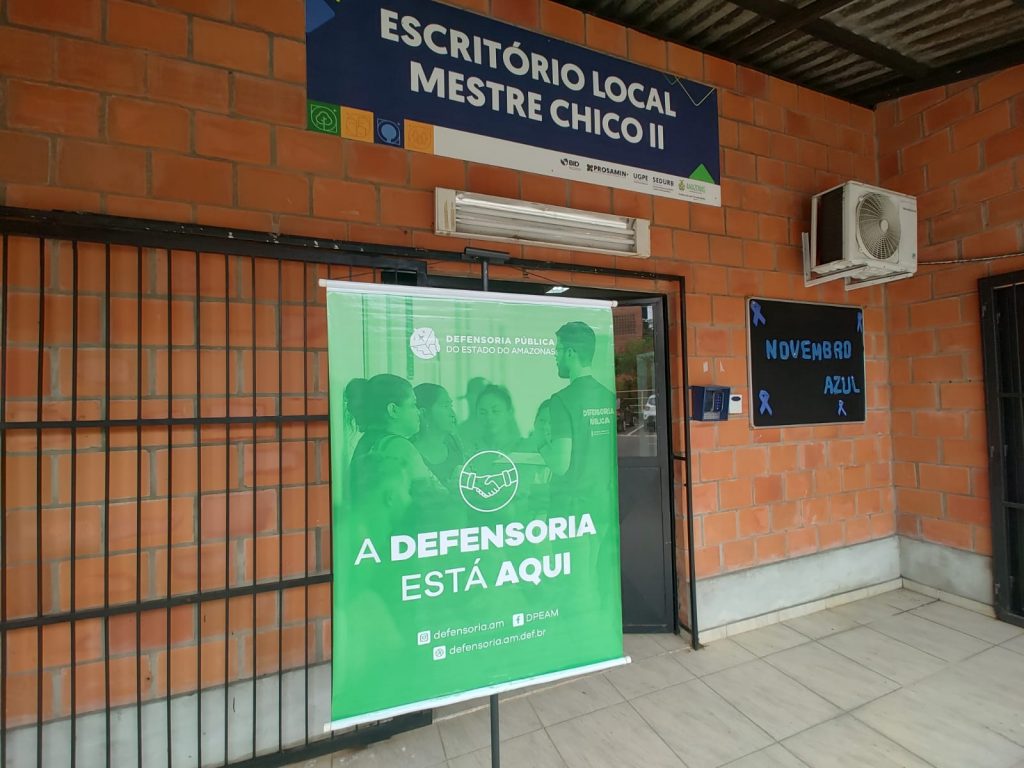 ESCRITÓRIO LOCAL
MESTRE CHICO II
BID
PROSAMIN+
UGPE
SEDURB
AMAZONAS
DEFENSORIA PÚBLICA
DO ESTADO DO AMAZONAS
DEFENSORIA
PÚBLICA
A DEFENSORIA
ESTÁ AQUI
defensoria.am DPEAM
defensoria.am.def.br
NOVEMBRO
AZUL